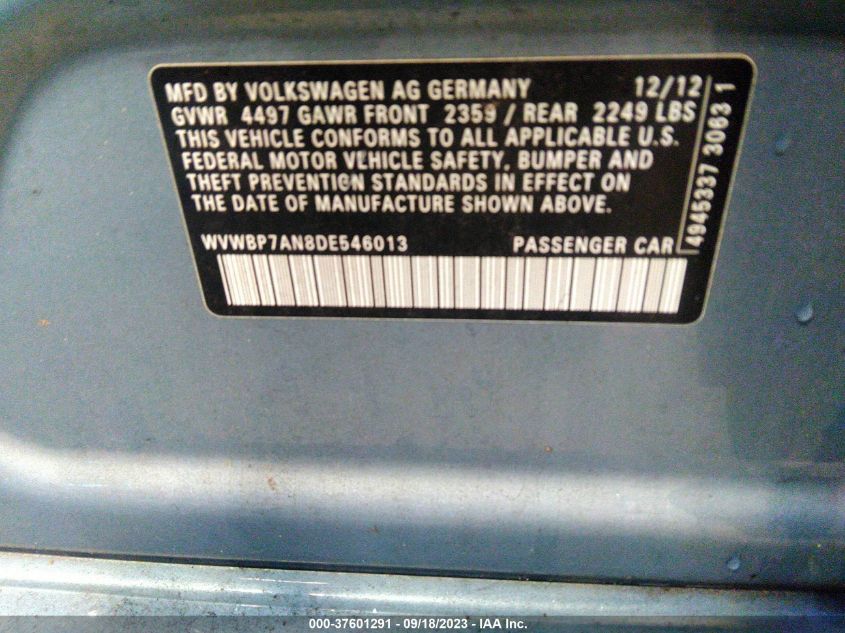 MFD BY VOLKSWAGEN AG GERMANY 12/12
GVWR 4497 GAWR FRONT 2359 / REAR 2249 LBS
THIS VEHICLE CONFORMS TO ALL APPLICABLE U.S.
FEDERAL MOTOR VEHICLE SAFETY, BUMPER AND
THEFT PREVENTION STANDARDS IN EFFECT ON
THE DATE OF MANUFACTURE SHOWN ABOVE.
WVWBP7AN8DE546013 PASSENGER CAR
4945337 3063 1
000-37601291 - 09/18/2023 - IAA Inc.